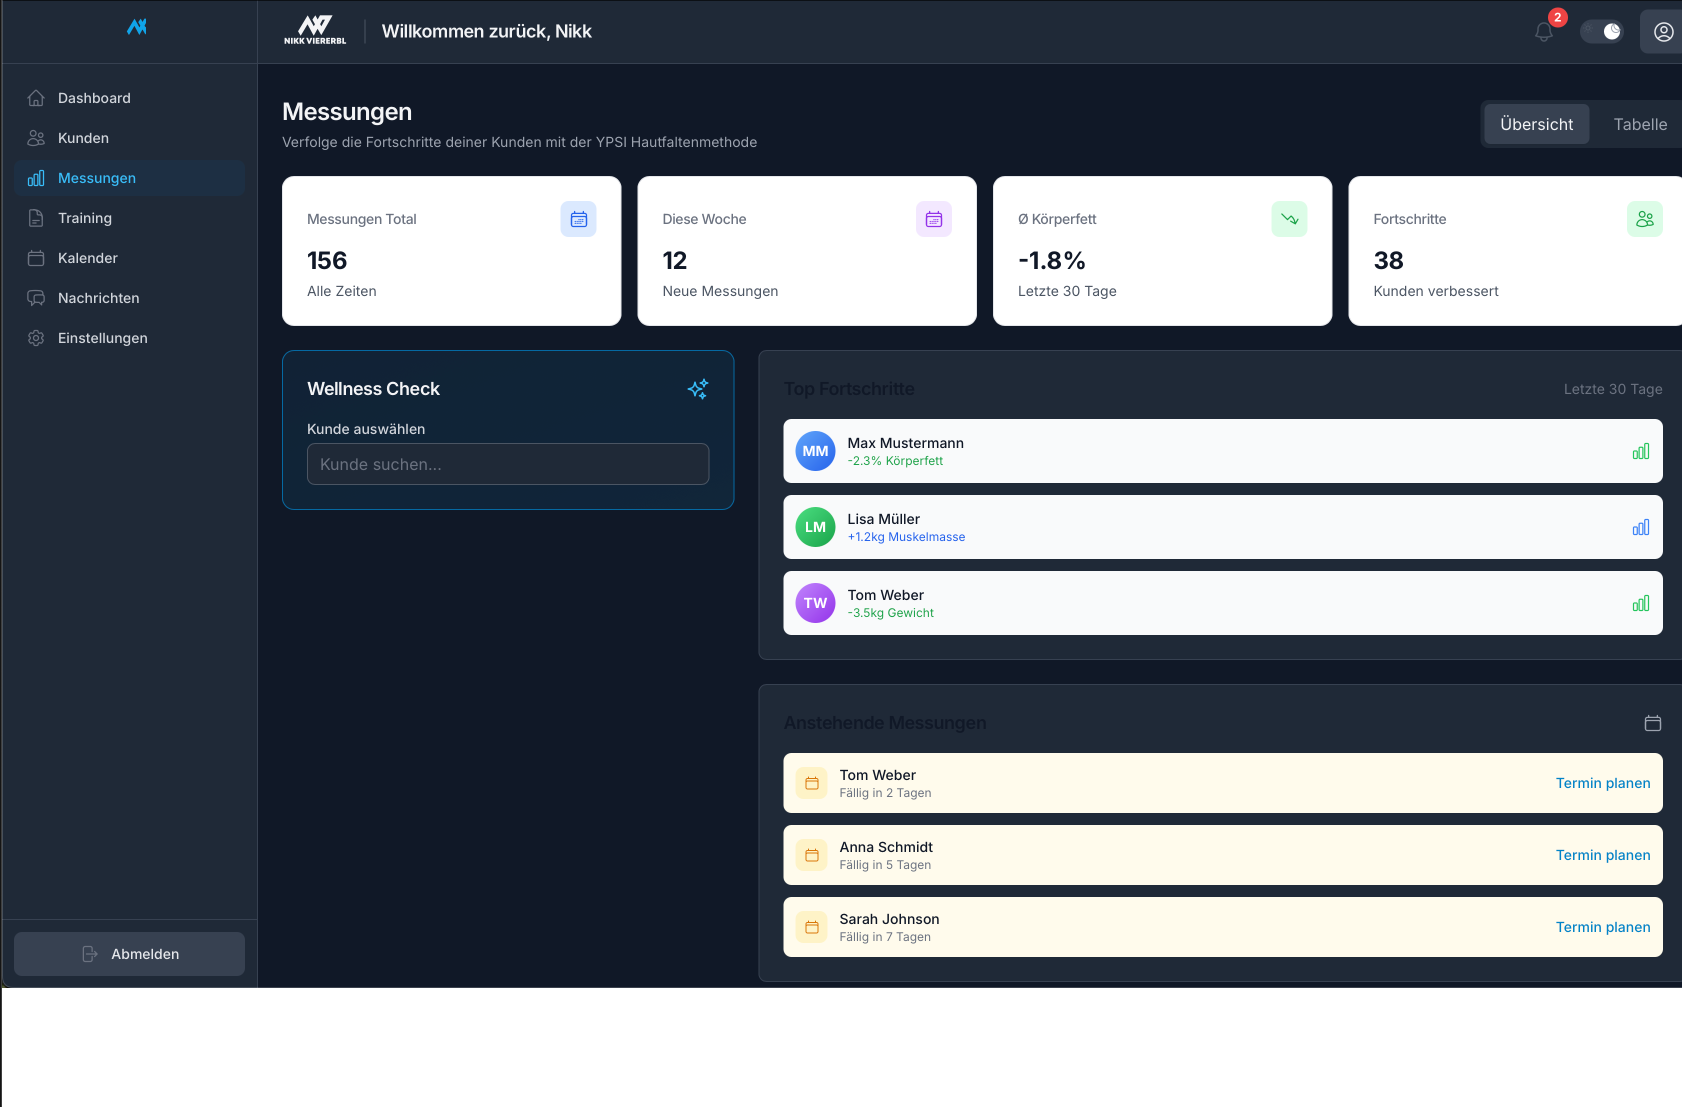 NIKK VIERERBL
Willkommen zurück, Nikk
2
Dashboard
Kunden
Messungen
Training
Kalender
Nachrichten
Einstellungen
Abmelden
Messungen
Verfolge die Fortschritte deiner Kunden mit der YPSI Hautfaltenmethode
Übersicht
Tabelle
Messungen Total
156
Alle Zeiten
Diese Woche
12
Neue Messungen
Ø Körperfett
-1.8%
Letzte 30 Tage
Fortschritte
38
Kunden verbessert
Wellness Check
Kunde auswählen
Kunde suchen...
Top Fortschritte
Letzte 30 Tage
MM
Max Mustermann
-2.3% Körperfett
LM
Lisa Müller
+1.2kg Muskelmasse
TW
Tom Weber
-3.5kg Gewicht
Anstehende Messungen
Tom Weber
Fällig in 2 Tagen
Termin planen
Anna Schmidt
Fällig in 5 Tagen
Termin planen
Sarah Johnson
Fällig in 7 Tagen
Termin planen